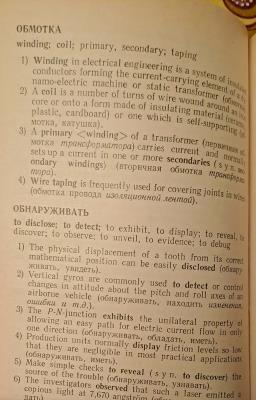 ОБМОТКА
winding; coil; primary, secondary; taping
1) Winding in electrical engineering is a system of
conductors forming the current-carrying element of a
namo-electric machine or static transformer
2) A coil is a number of turns of wire wound around an
core or onto a form made of insulating material
plastic, cardboard) or one which is self-supporting
мотка, катушка).
3) A primary <winding> of a transformer (первичная
мотка трансформатора) carries current and
sets up a current in one or more secondaries (syn.
ondary windings) (вторичная обмотка
тора).
4) Wire taping is frequently used for covering joints in wires
(обмотка провода изоляционной лентой).
ОБНАРУЖИВАТЬ
to disclose; to detect; to exhibit, to display; to reveal, to
discover; to observe; to unveil, to evidence; to debug
1) The physical displacement of a tooth from its correct
mathematical position can be easily disclosed
живать, увидеть).
2) Vertical gyros are commonly used to detect or control
changes in attitude about the pitch and roll axes of an
airborne vehicle (обнаруживать, находить изменения,
ошибки и т.п.).
3) The P-N-junction exhibits the unilateral property of
allowing an easy path for electric current flow in only
one direction (обнаруживать, обладать, иметь).
4) Production units normally display friction levels so low
that they are negligible in most practical applications
(обнаруживать, иметь).
5) Make simple checks to reveal (syn. to discover) the
source of the trouble (обнаруживать, узнавать).
6) The investigators observed that such a laser emitted a
copious light at 7,670